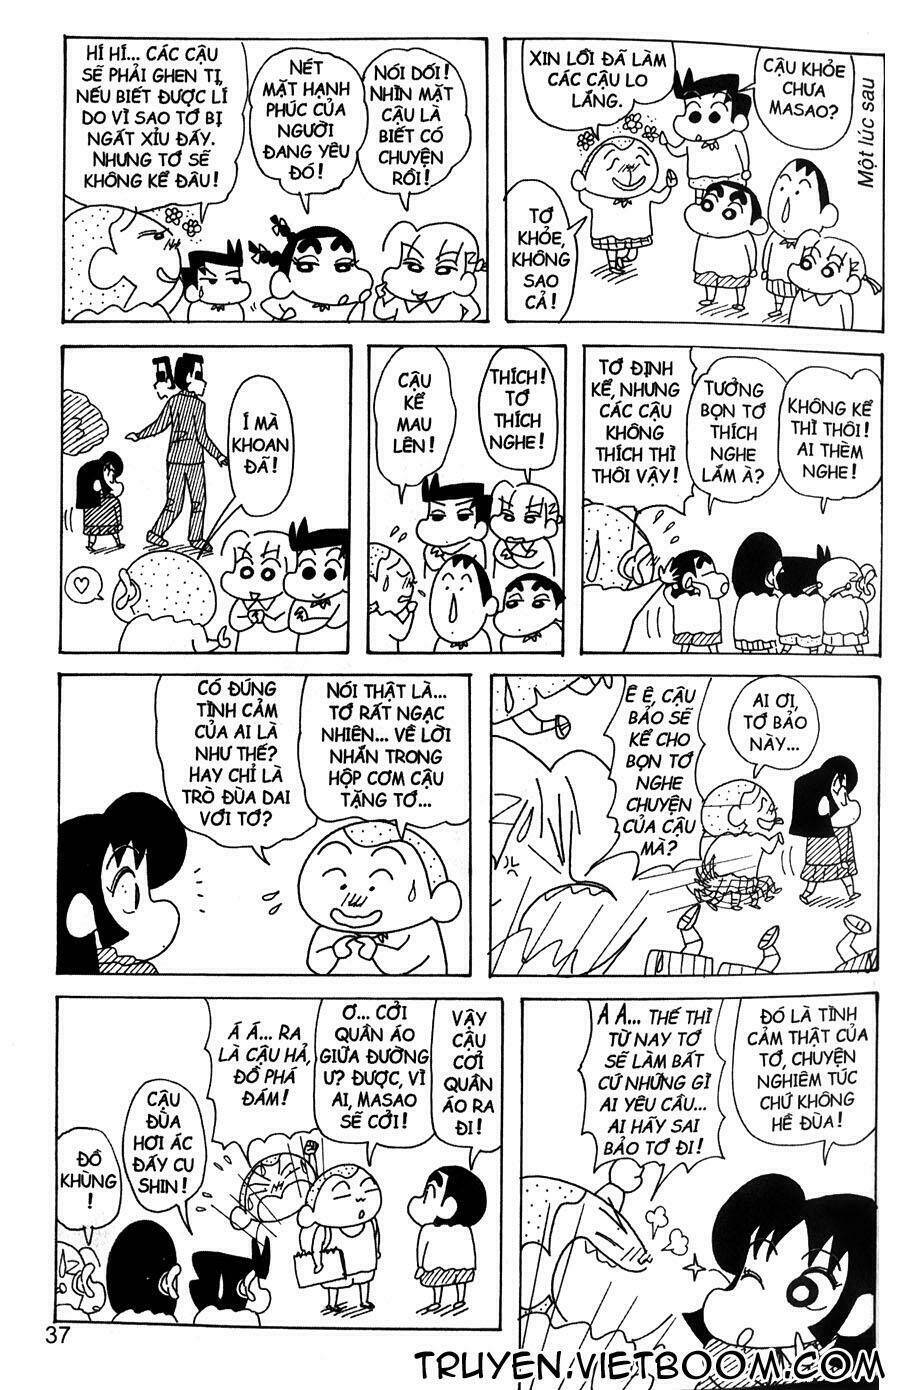 Một lúc sau
CẬU KHỎE
CHƯA
MASAO?
XIN LỖI ĐÃ LÀM
CÁC CẬU LO
LẮNG.
TỚ
KHỎE,
KHÔNG
SAO
CẢ!
NÓI DỐI!
NHÌN MẶT
CẬU LÀ
BIẾT CÓ
CHUYỆN
RỒI!
NÉT
MẶT HẠNH
PHÚC CỦA
NGƯỜI
ĐANG YÊU
ĐÓ!
HÍ HÍ... CÁC CẬU
SẼ PHẢI GHEN TỊ,
NẾU BIẾT ĐƯỢC LÍ
DO VÌ SAO TỚ BỊ
NGẤT XỈU ĐẤY.
NHƯNG TỚ SẼ
KHÔNG KỂ ĐÂU!
KHÔNG KỂ
THÌ THÔI!
AI THÈM
NGHE!
TƯỞNG
BỌN TỚ
THÍCH
NGHE
LẮM À?
TỚ ĐỊNH
KỂ, NHƯNG
CÁC CẬU
KHÔNG
THÍCH THÌ
THÔI VẬY!
THÍCH!
TỚ
THÍCH
NGHE!
CẬU
KỂ
MAU
LÊN!
Í MÀ
KHOAN
ĐÃ!
AI ƠI,
TỚ BẢO
NÀY...
Ê Ê, CẬU
BẢO SẼ
KỂ CHO
BỌN TỚ
NGHE
CHUYỆN
CỦA CẬU
MÀ?
NÓI THẬT LÀ...
TỚ RẤT NGẠC
NHIÊN... VỀ LỜI
NHẮN TRONG
HỘP CƠM CẬU
TẶNG TỚ...
CÓ ĐÚNG
TÌNH CẢM
CỦA AI LÀ
NHƯ THẾ?
HAY CHỈ LÀ
TRÒ ĐÙA DAI
VỚI TỚ?
ĐÓ LÀ TÌNH
CẢM THẬT CỦA
TỚ, CHUYỆN
NGHIÊM TÚC
CHỨ KHÔNG
HỀ ĐÙA!
A A... THẾ THÌ
TỪ NAY TỚ
SẼ LÀM BẤT
CỨ NHỮNG GÌ
AI YÊU CẦU...
AI HÃY SAI
BẢO TỚ ĐI!
VẬY
CẬU
CỞI
QUẦN
ÁO RA
ĐI!
Ơ... CỞI
QUẦN ÁO
GIỮA ĐƯỜNG
Ư? ĐƯỢC, VÌ
AI, MASAO
SẼ CỞI!
Á Á... RA
LÀ CẬU HẢ,
ĐỒ PHÁ
ĐÁM!
CẬU
ĐÙA
HƠI ÁC
ĐẤY CU
SHIN!
ĐỒ
KHÙNG
!
37
TRUYEN.VIETBOOM.COM